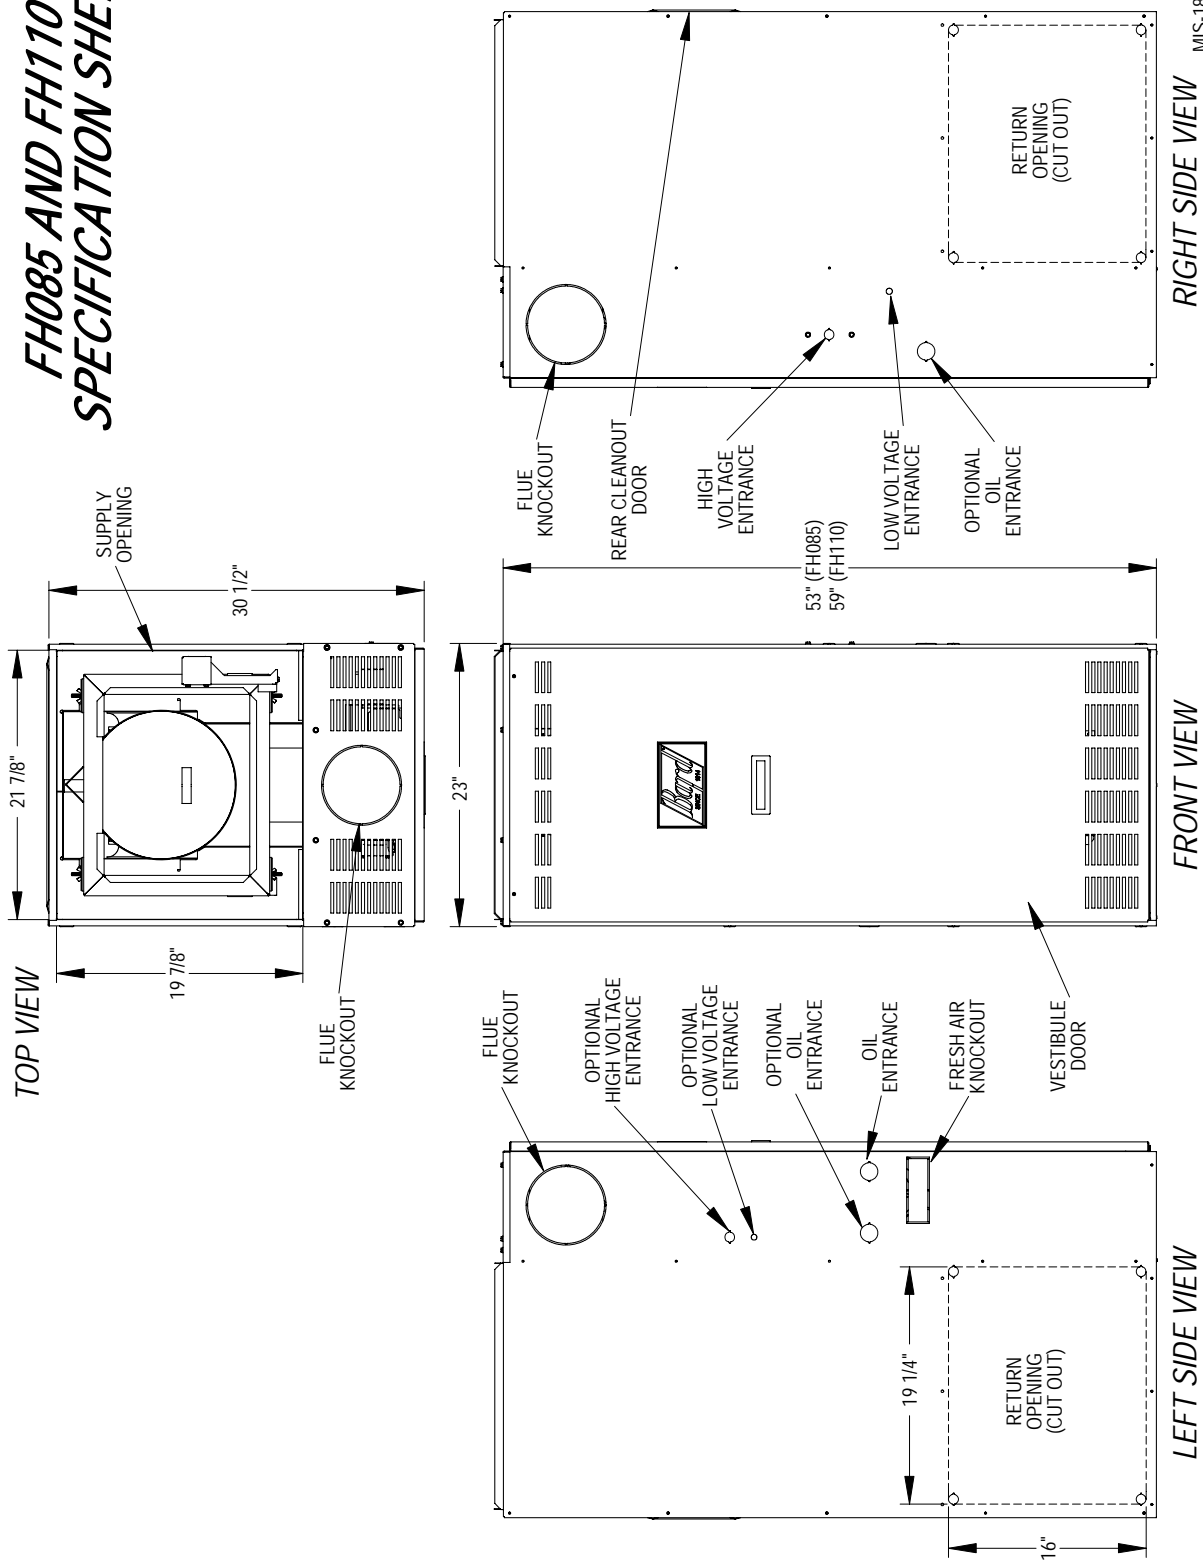 FH085 AND FH110
SPECIFICATION
TOP VIEW
21 7/8"
19 7/8"
30 1/2"
SUPPLY
OPENING
FLUE
KNOCKOUT
23"
FLUE
KNOCKOUT
OPTIONAL
HIGH VOLTAGE
ENTRANCE
OPTIONAL
LOW VOLTAGE
ENTRANCE
OPTIONAL
OIL
ENTRANCE
OIL
ENTRANCE
FRESH AIR
KNOCKOUT
VESTIBULE
DOOR
19 1/4"
16"
RETURN
OPENING
(CUT OUT)
LEFT SIDE VIEW
Bard
FRONT VIEW
53" (FH085)
59" (FH110)
FLUE
KNOCKOUT
REAR CLEANOUT
DOOR
HIGH
VOLTAGE
ENTRANCE
LOW VOLTAGE
ENTRANCE
OPTIONAL
OIL
ENTRANCE
RETURN
OPENING
(CUT OUT)
RIGHT SIDE VIEW